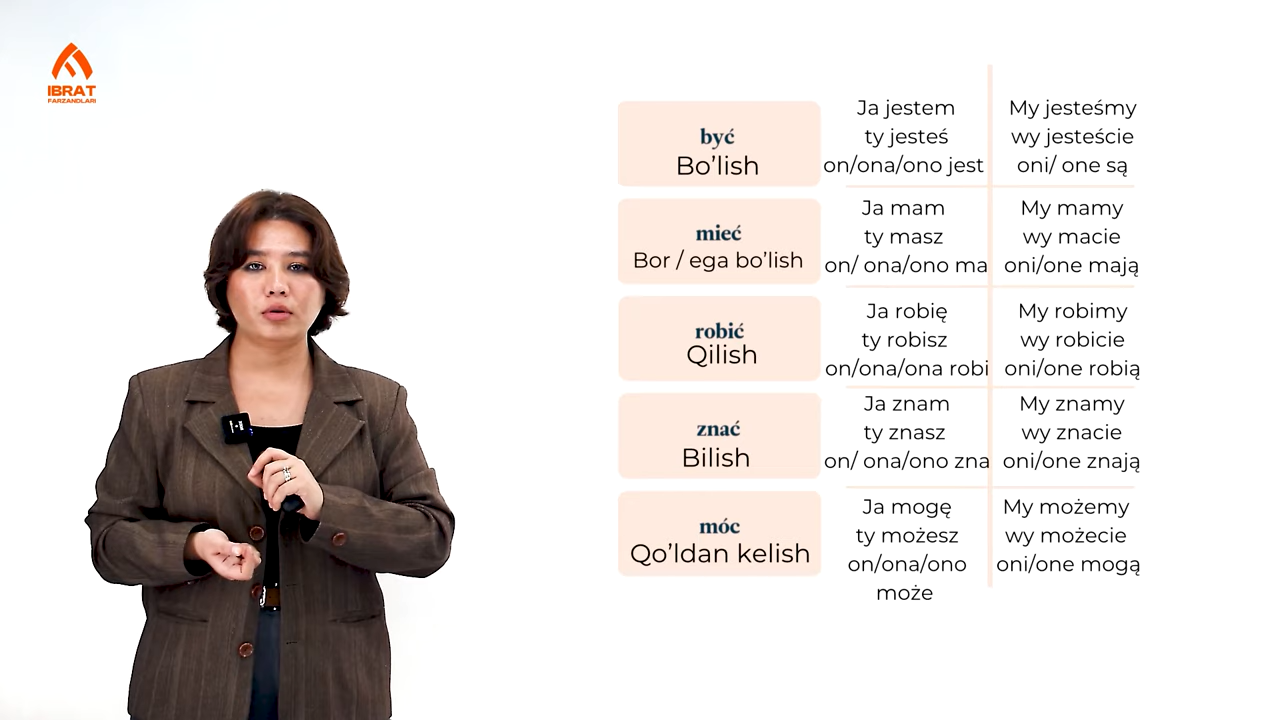 IBRAT
FARZANDLARI
być
Bo’lish
Ja jestem
ty jesteś
on/ona/ono jest
My jesteśmy
wy jesteście
oni/ one są
mieć
Bor / ega bo’lish
Ja mam
ty masz
on/ ona/ono ma
My mamy
wy macie
oni/one mają
robić
Qilish
Ja robię
ty robisz
on/ona/ona robi
My robimy
wy robicie
oni/one robią
znać
Bilish
Ja znam
ty znasz
on/ ona/ono zna
My znamy
wy znacie
oni/one znają
móc
Qo’ldan kelish
Ja mogę
ty możesz
on/ona/ono
może
My możemy
wy możecie
oni/one mogą